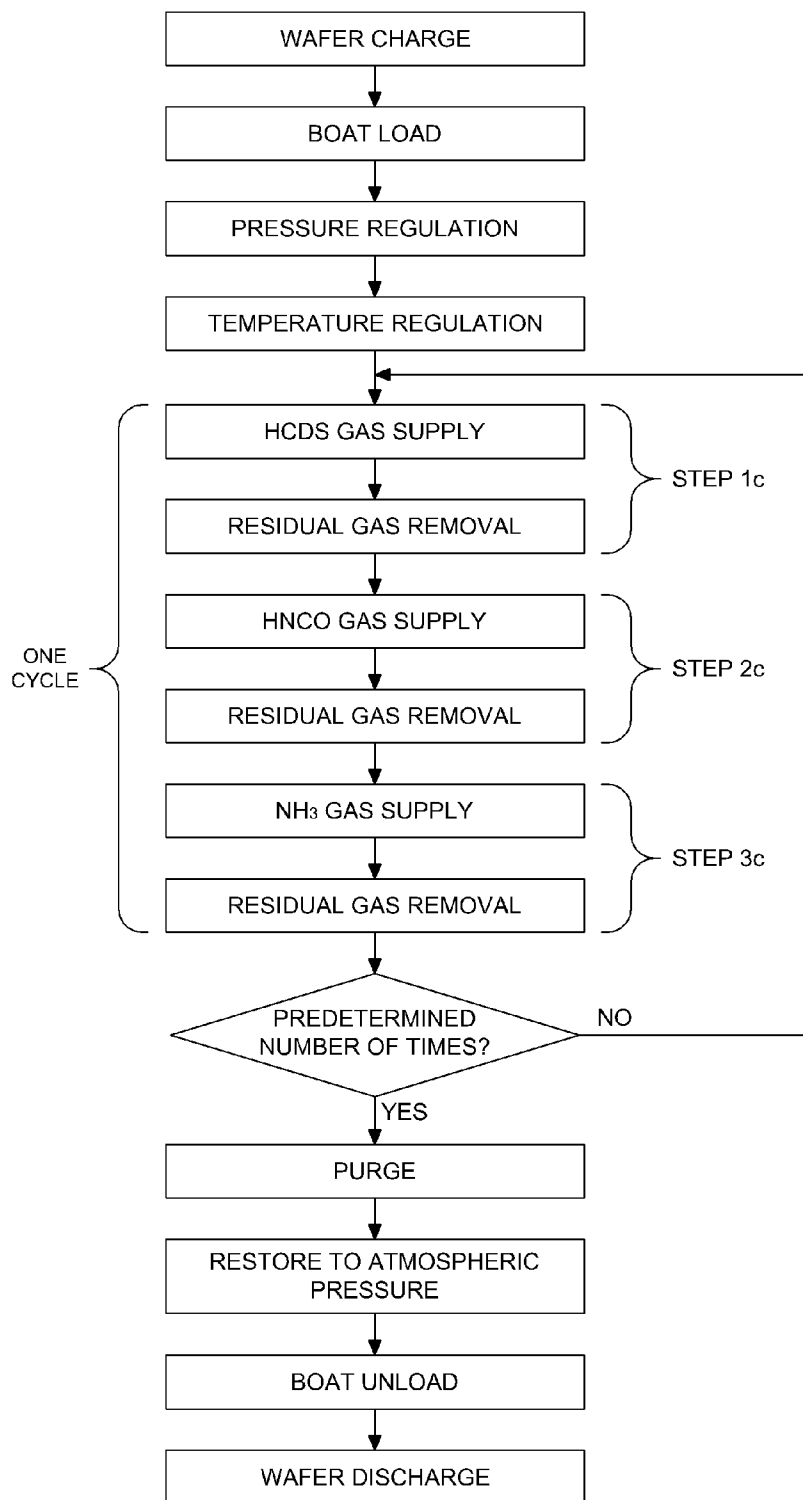 WAFER CHARGE
BOAT LOAD
PRESSURE REGULATION
TEMPERATURE REGULATION
HCDS GAS SUPPLY
STEP 1c
RESIDUAL GAS REMOVAL
HNCO GAS SUPPLY
ONE
CYCLE
STEP 2c
RESIDUAL GAS REMOVAL
NH₃ GAS SUPPLY
STEP 3c
RESIDUAL GAS REMOVAL
PREDETERMINED
NUMBER OF TIMES?
NO
YES
PURGE
RESTORE TO ATMOSPHERIC
PRESSURE
BOAT UNLOAD
WAFER DISCHARGE